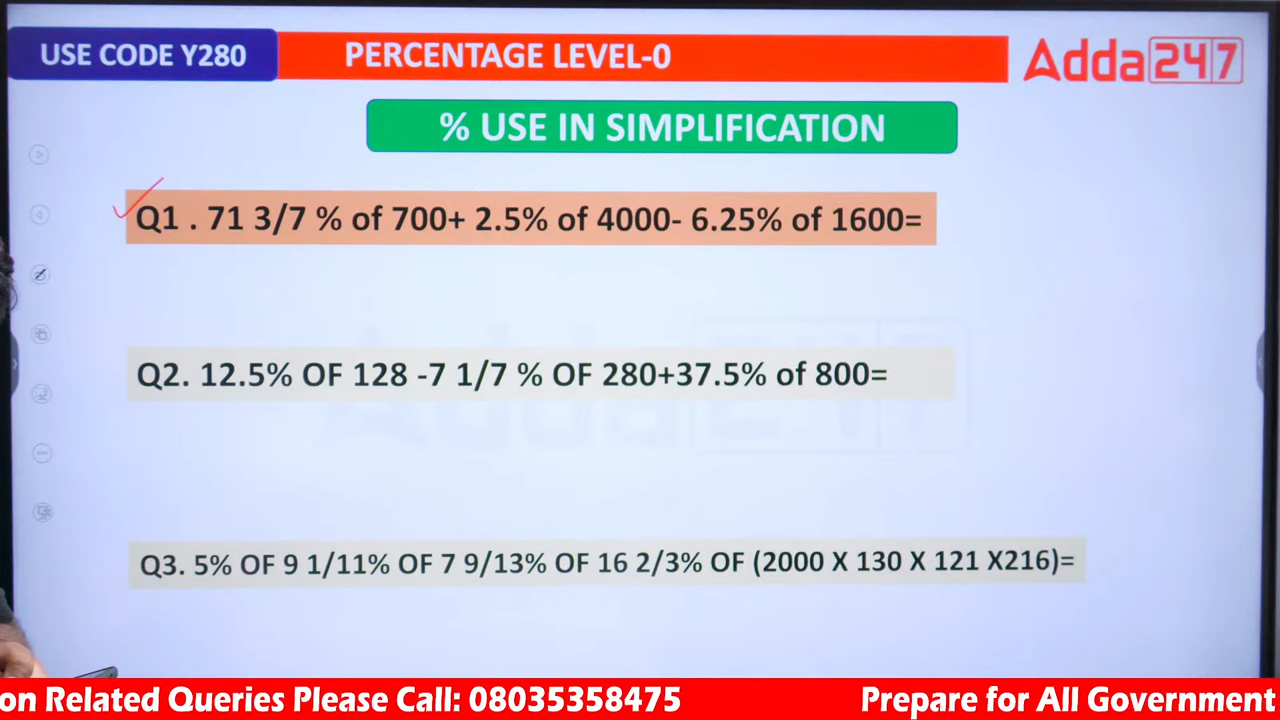 USE CODE Y280
PERCENTAGE LEVEL-0
Adda247
% USE IN SIMPLIFICATION
Q1 . 71 3/7 % of 700+ 2.5% of 4000- 6.25% of 1600=
Q2. 12.5% OF 128 -7 1/7 % OF 280+37.5% of 800=
Adda247
Q3. 5% OF 9 1/11% OF 7 9/13% OF 16 2/3% OF (2000 X 130 X 121 X216)=
on Related Queries Please Call: 08035358475
Prepare for All Government